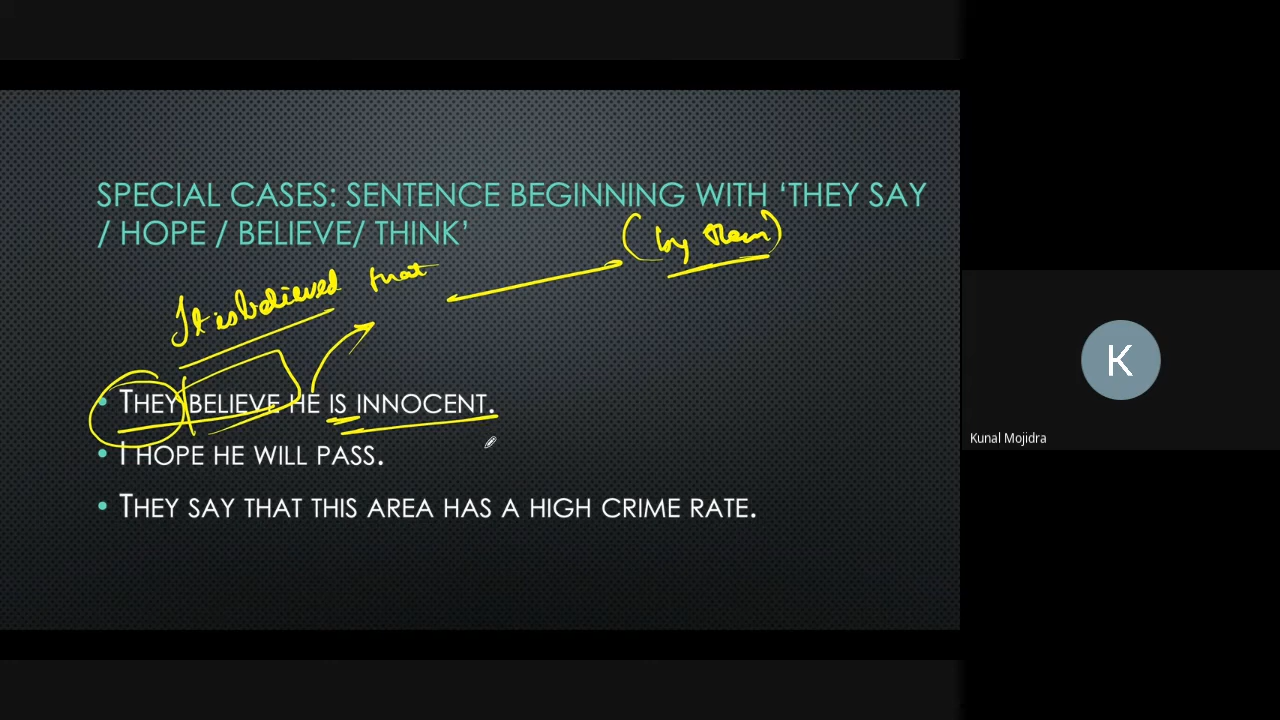 SPECIAL CASES: SENTENCE BEGINNING WITH ‘THEY SAY
/ HOPE / BELIEVE/ THINK’
(by them)
It is believed that
• THEY BELIEVE HE IS INNOCENT.
• I HOPE HE WILL PASS.
• THEY SAY THAT THIS AREA HAS A HIGH CRIME RATE.
K
Kunal Mojidra